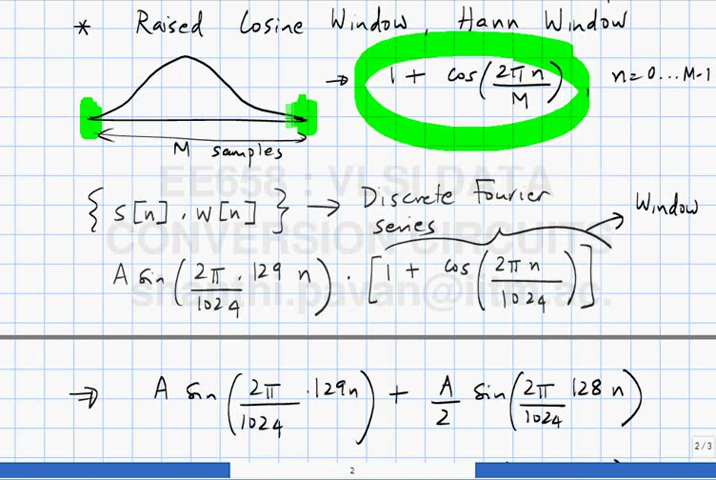 * Raised Cosine Window, Hann Window
→ 1 + cos(2πn/M), n=0...M-1
M samples
EE658 : VLSI DATA
CONVERSION CIRCUITS
{ s[n] . w[n] } → Discrete Fourier series
Window
A sin(2π/1024 . 129 n) . [1 + cos(2πn/1024)]
⇒ A sin(2π/1024 . 129n) + A/2 sin(2π/1024 128 n)
2/3
2